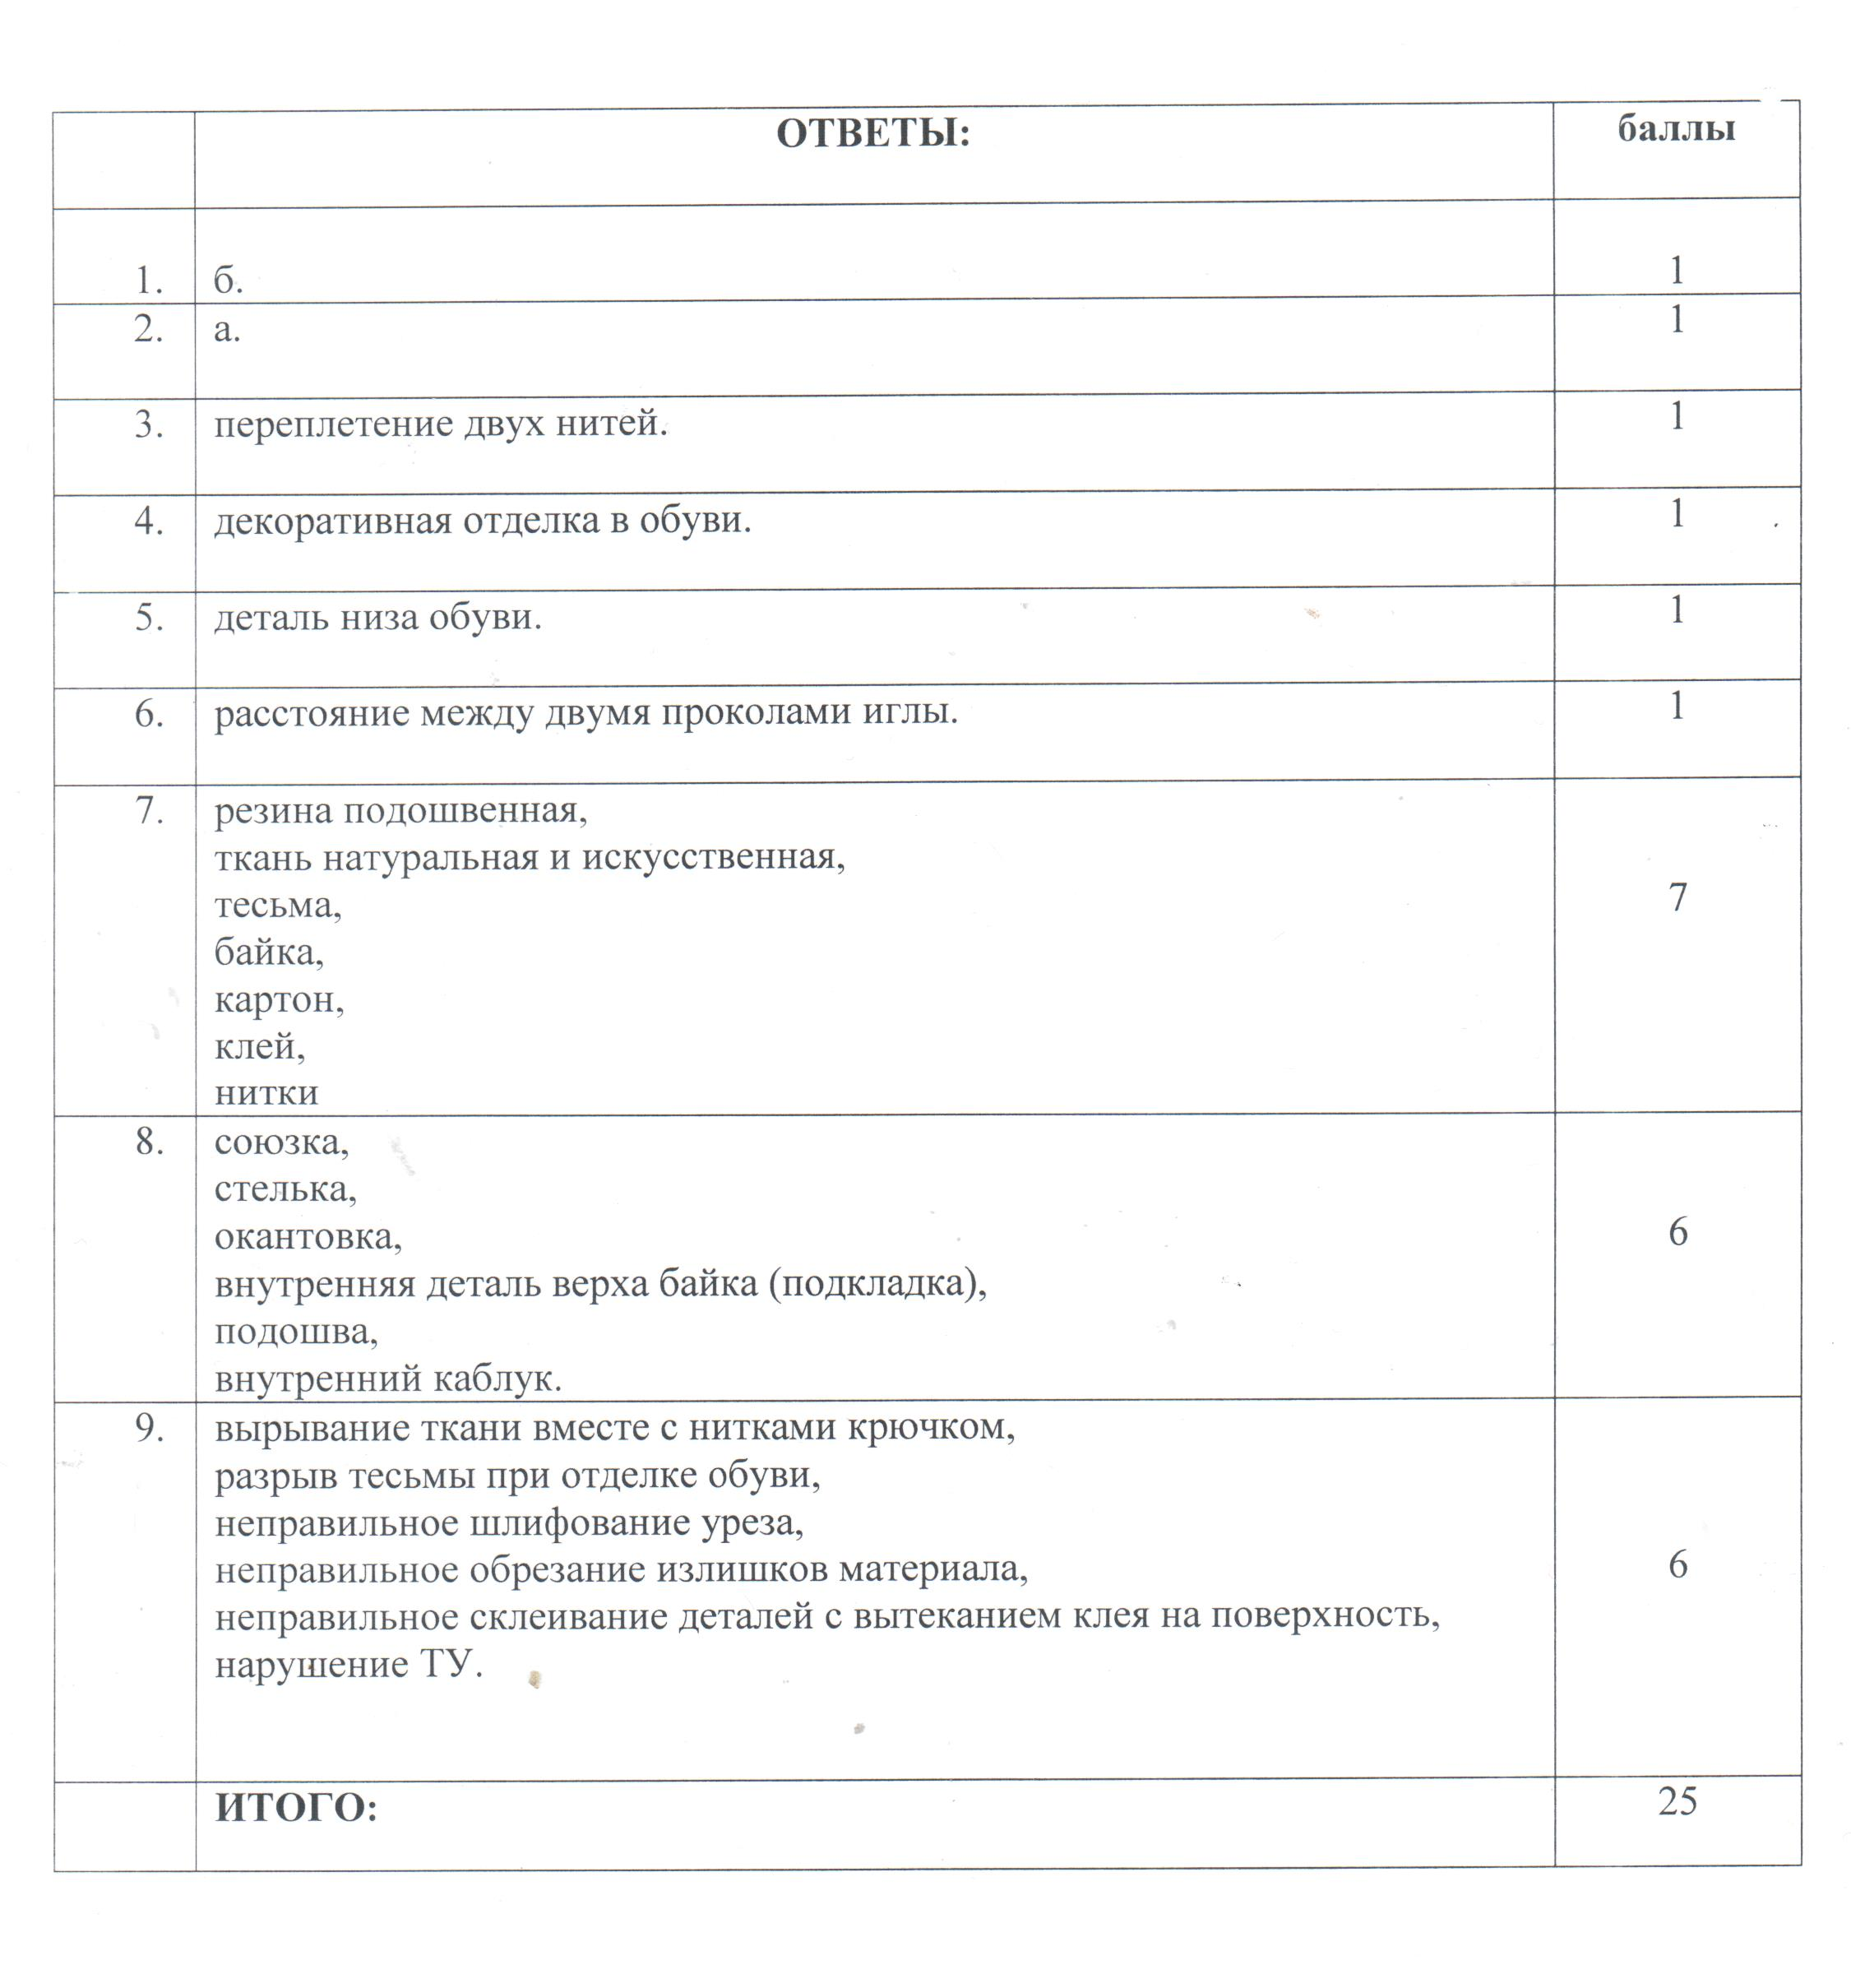 ОТВЕТЫ: баллы
1. б. 1
2. а. 1
3. переплетение двух нитей. 1
4. декоративная отделка в обуви. 1
5. деталь низа обуви. 1
6. расстояние между двумя проколами иглы. 1
7. резина подошвенная,
ткань натуральная и искусственная,
тесьма, 7
байка,
картон,
клей,
нитки
8. союзка,
стелька,
окантовка, 6
внутренняя деталь верха байка (подкладка),
подошва,
внутренний каблук.
9. вырывание ткани вместе с нитками крючком,
разрыв тесьмы при отделке обуви,
неправильное шлифование уреза,
неправильное обрезание излишков материала, 6
неправильное склеивание деталей с вытеканием клея на поверхность,
нарушение ТУ.
ИТОГО: 25